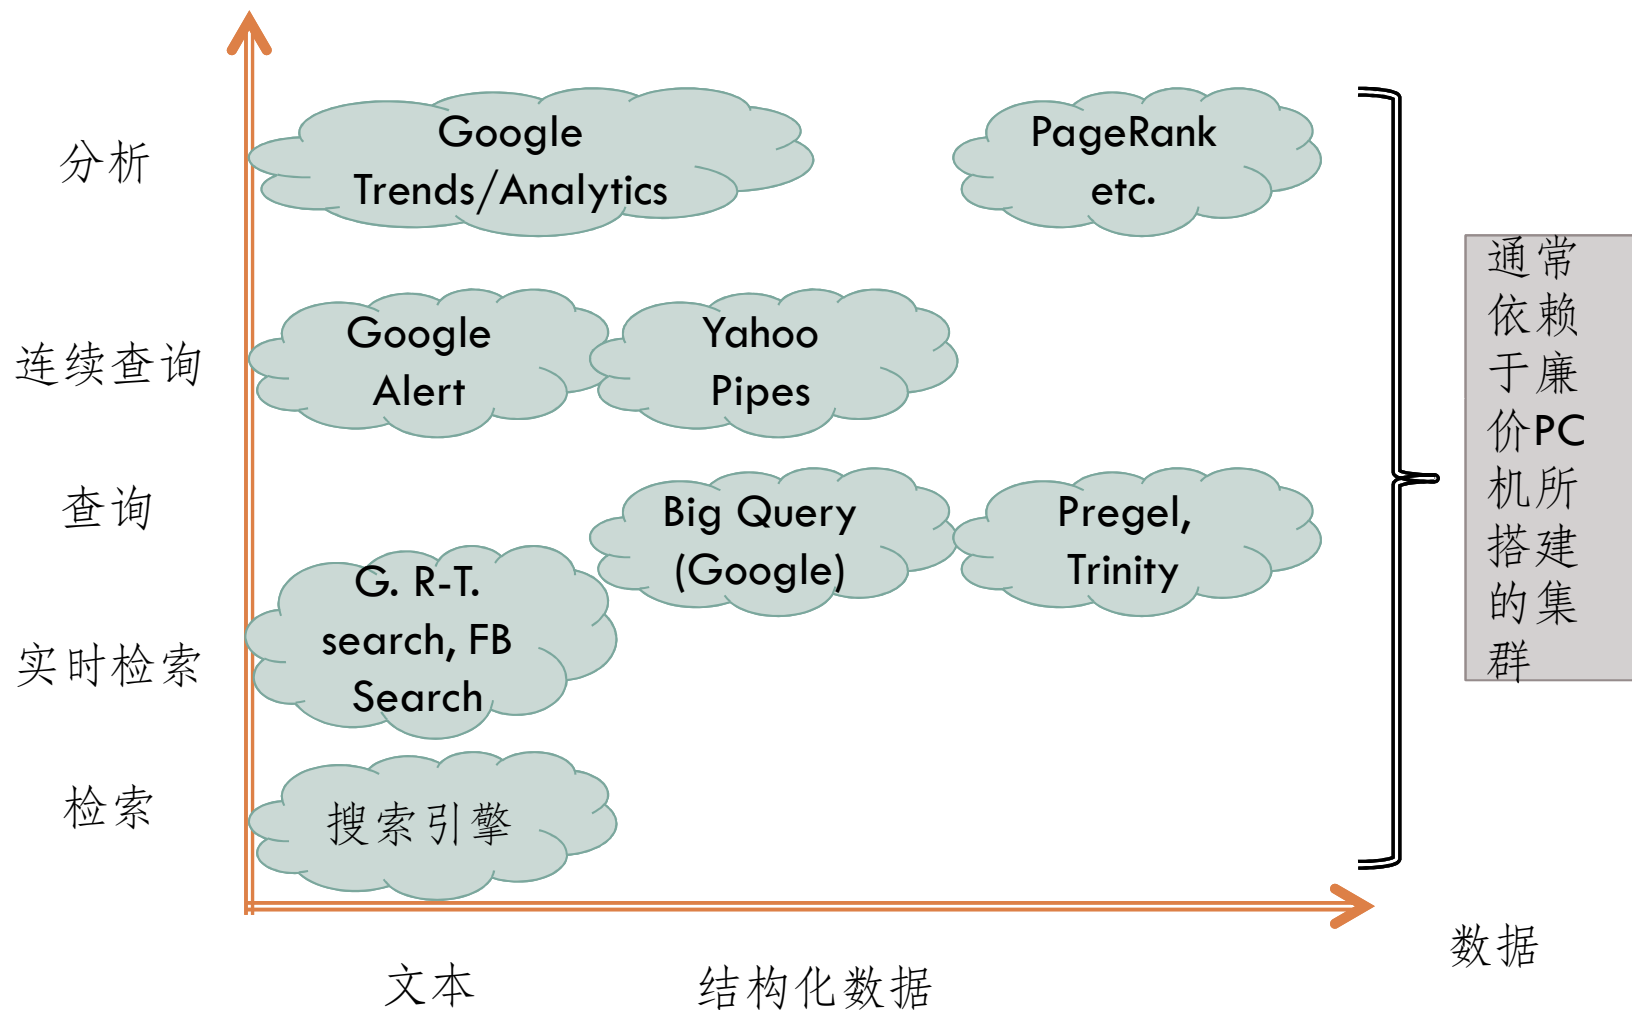 分析
Google
Trends/Analytics
PageRank
etc.
连续查询
Google
Alert
Yahoo
Pipes
查询
Big Query
(Google)
Pregel,
Trinity
实时检索
G. R-T.
search, FB
Search
检索
搜索引擎
通常
依赖
于廉
价PC
机所
搭建
的集
群
文本
结构化数据
数据